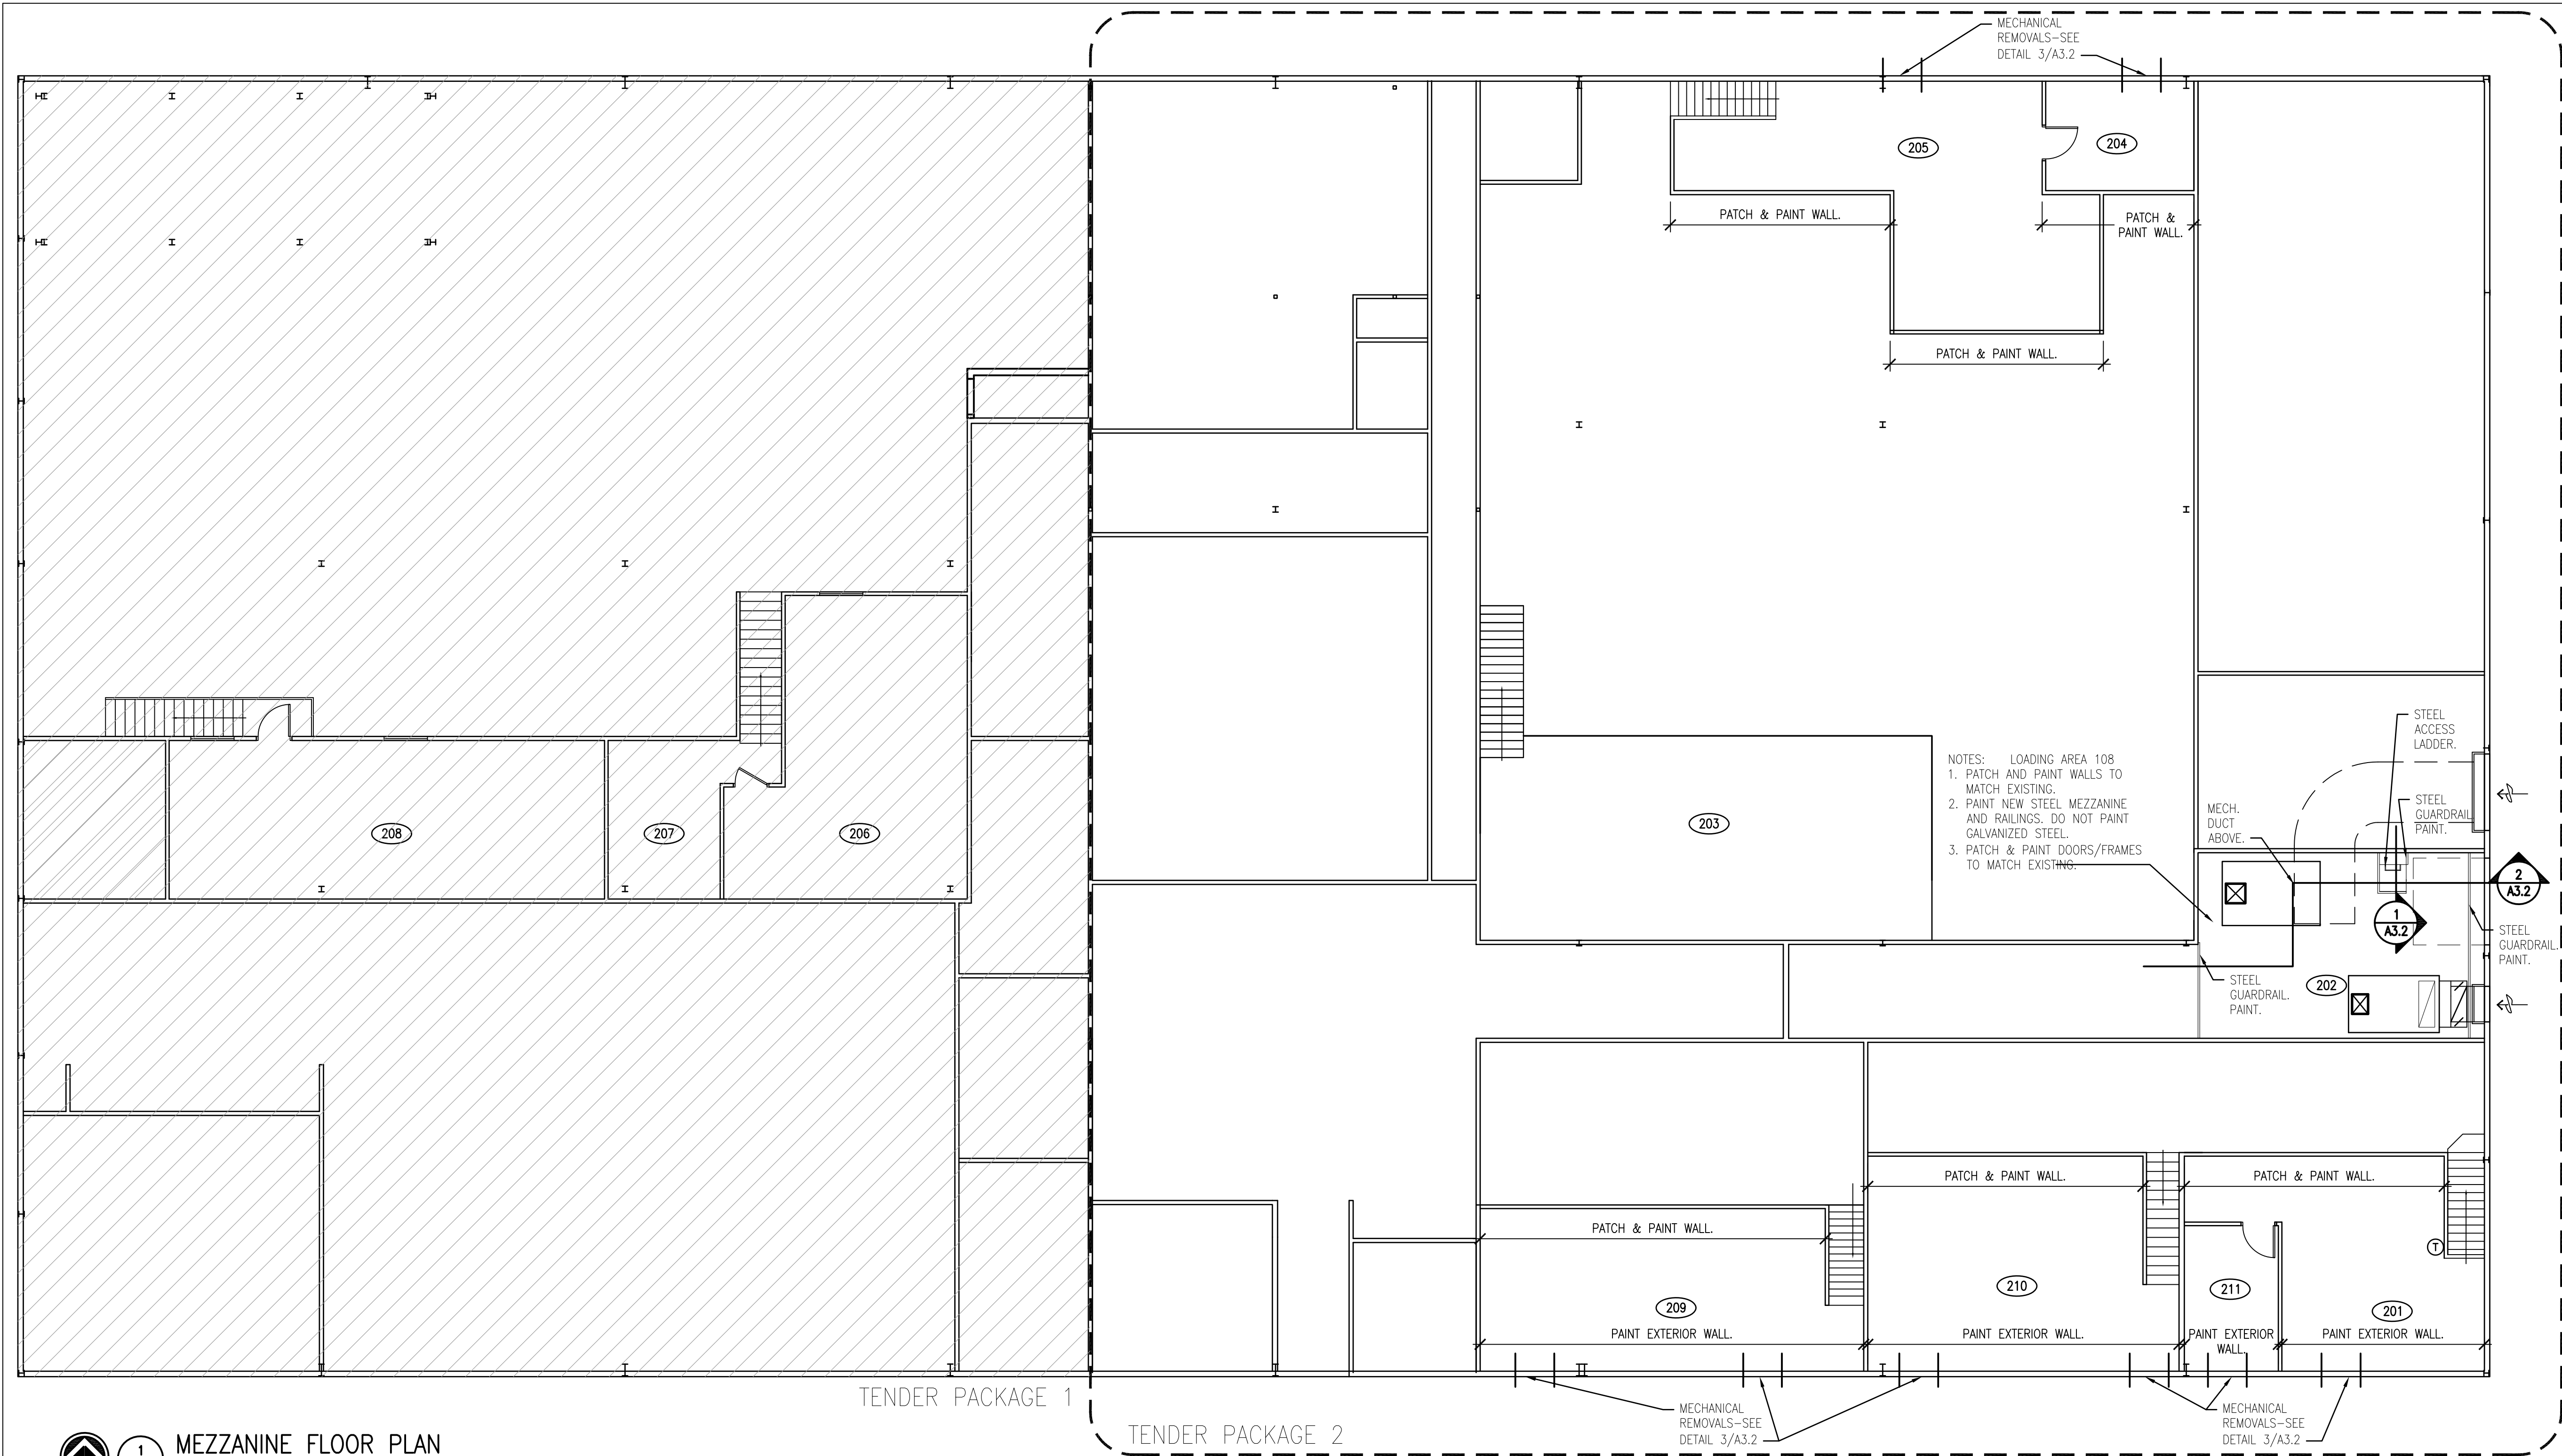 MECHANICAL
REMOVALS-SEE
DETAIL 3/A3.2
205
204
PATCH & PAINT WALL.
PATCH &
PAINT WALL.
PATCH & PAINT WALL.
NOTES: LOADING AREA 108
1. PATCH AND PAINT WALLS TO
MATCH EXISTING.
2. PAINT NEW STEEL MEZZANINE
AND RAILINGS. DO NOT PAINT
GALVANIZED STEEL.
3. PATCH & PAINT DOORS/FRAMES
TO MATCH EXISTING.
STEEL
ACCESS
LADDER.
STEEL
GUARDRAIL.
PAINT.
MECH.
DUCT
ABOVE.
208
207
206
203
2
A3.2
1
A3.2
STEEL
GUARDRAIL.
PAINT.
STEEL
GUARDRAIL.
PAINT.
202
PATCH & PAINT WALL.
PATCH & PAINT WALL.
PATCH & PAINT WALL.
T
209
210
211
201
PAINT EXTERIOR WALL.
PAINT EXTERIOR WALL.
PAINT EXTERIOR
WALL.
PAINT EXTERIOR WALL.
TENDER PACKAGE 1
TENDER PACKAGE 2
MECHANICAL
REMOVALS-SEE
DETAIL 3/A3.2
MECHANICAL
REMOVALS-SEE
DETAIL 3/A3.2
1
MEZZANINE FLOOR PLAN